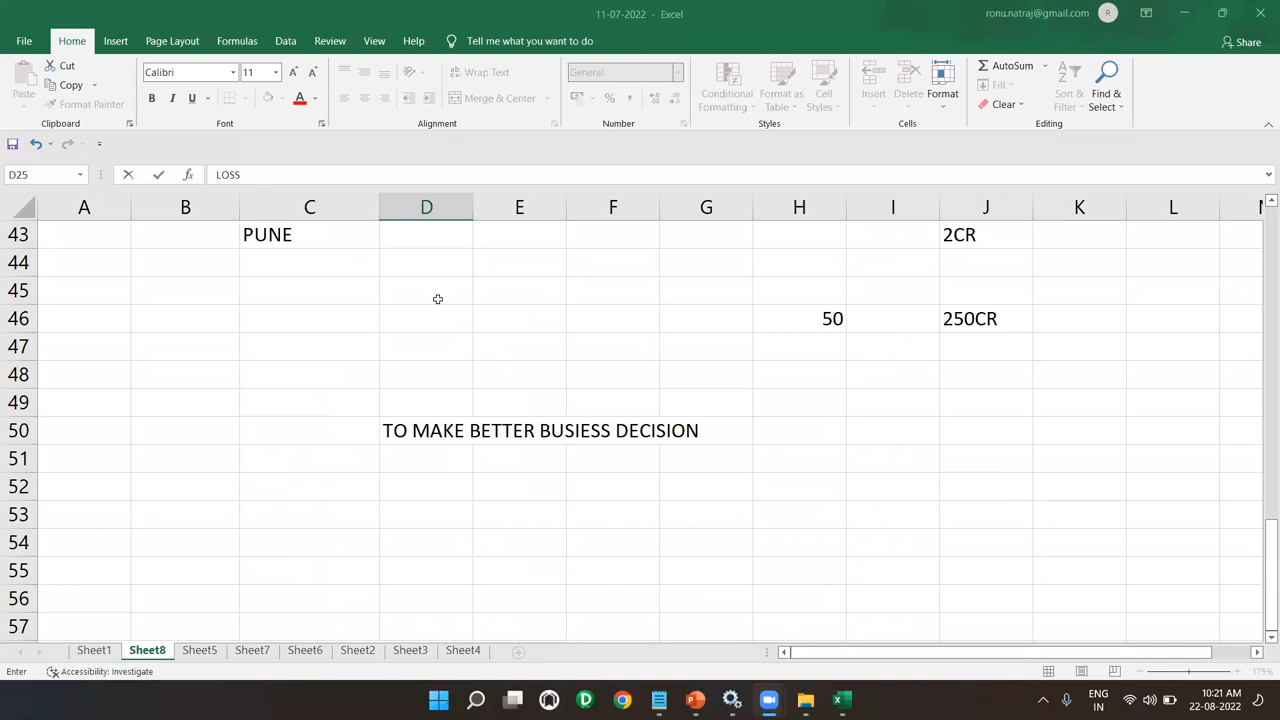 11-07-2022 - Excel
ronu.natraj@gmail.com R
File Home Insert Page Layout Formulas Data Review View Help Tell me what you want to do Share
Paste Cut Copy Format Painter Clipboard
Calibri 11 B I U A Font
Wrap Text Merge & Center Alignment
General % , Number
Conditional Formatting Format as Table Cell Styles Styles
Insert Delete Format Cells
AutoSum Fill Clear Sort & Filter Find & Select Editing
D25 fx LOSS
A B C D E F G H I J K L M
43 PUNE 2CR
44
45
46 50 250CR
47
48
49
50 TO MAKE BETTER BUSIESS DECISION
51
52
53
54
55
56
57
Sheet1 Sheet8 Sheet5 Sheet7 Sheet6 Sheet2 Sheet3 Sheet4
Enter Accessibility: Investigate 175%
ENG IN 10:21 AM 22-08-2022